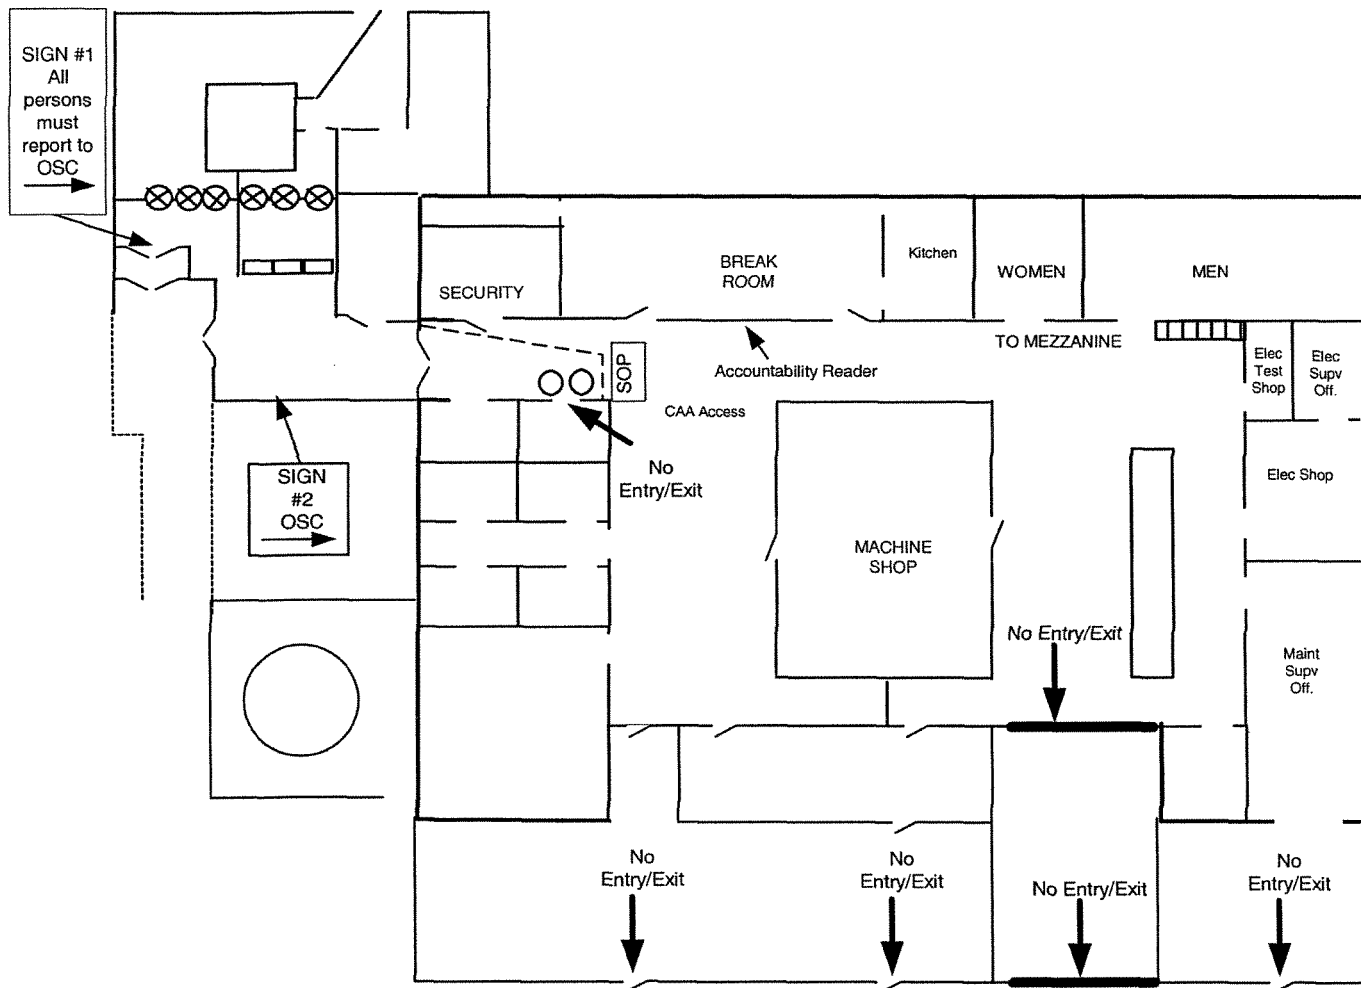 SIGN #1
All
persons
must
report to
OSC
SECURITY
BREAK
ROOM
Kitchen
WOMEN
MEN
TO MEZZANINE
SOP
Accountability Reader
CAA Access
Elec
Test
Shop
Elec
Supv
Off.
No
Entry/Exit
SIGN
#2
OSC
Elec Shop
MACHINE
SHOP
No Entry/Exit
Maint
Supv
Off.
No
Entry/Exit
No
Entry/Exit
No Entry/Exit
No
Entry/Exit